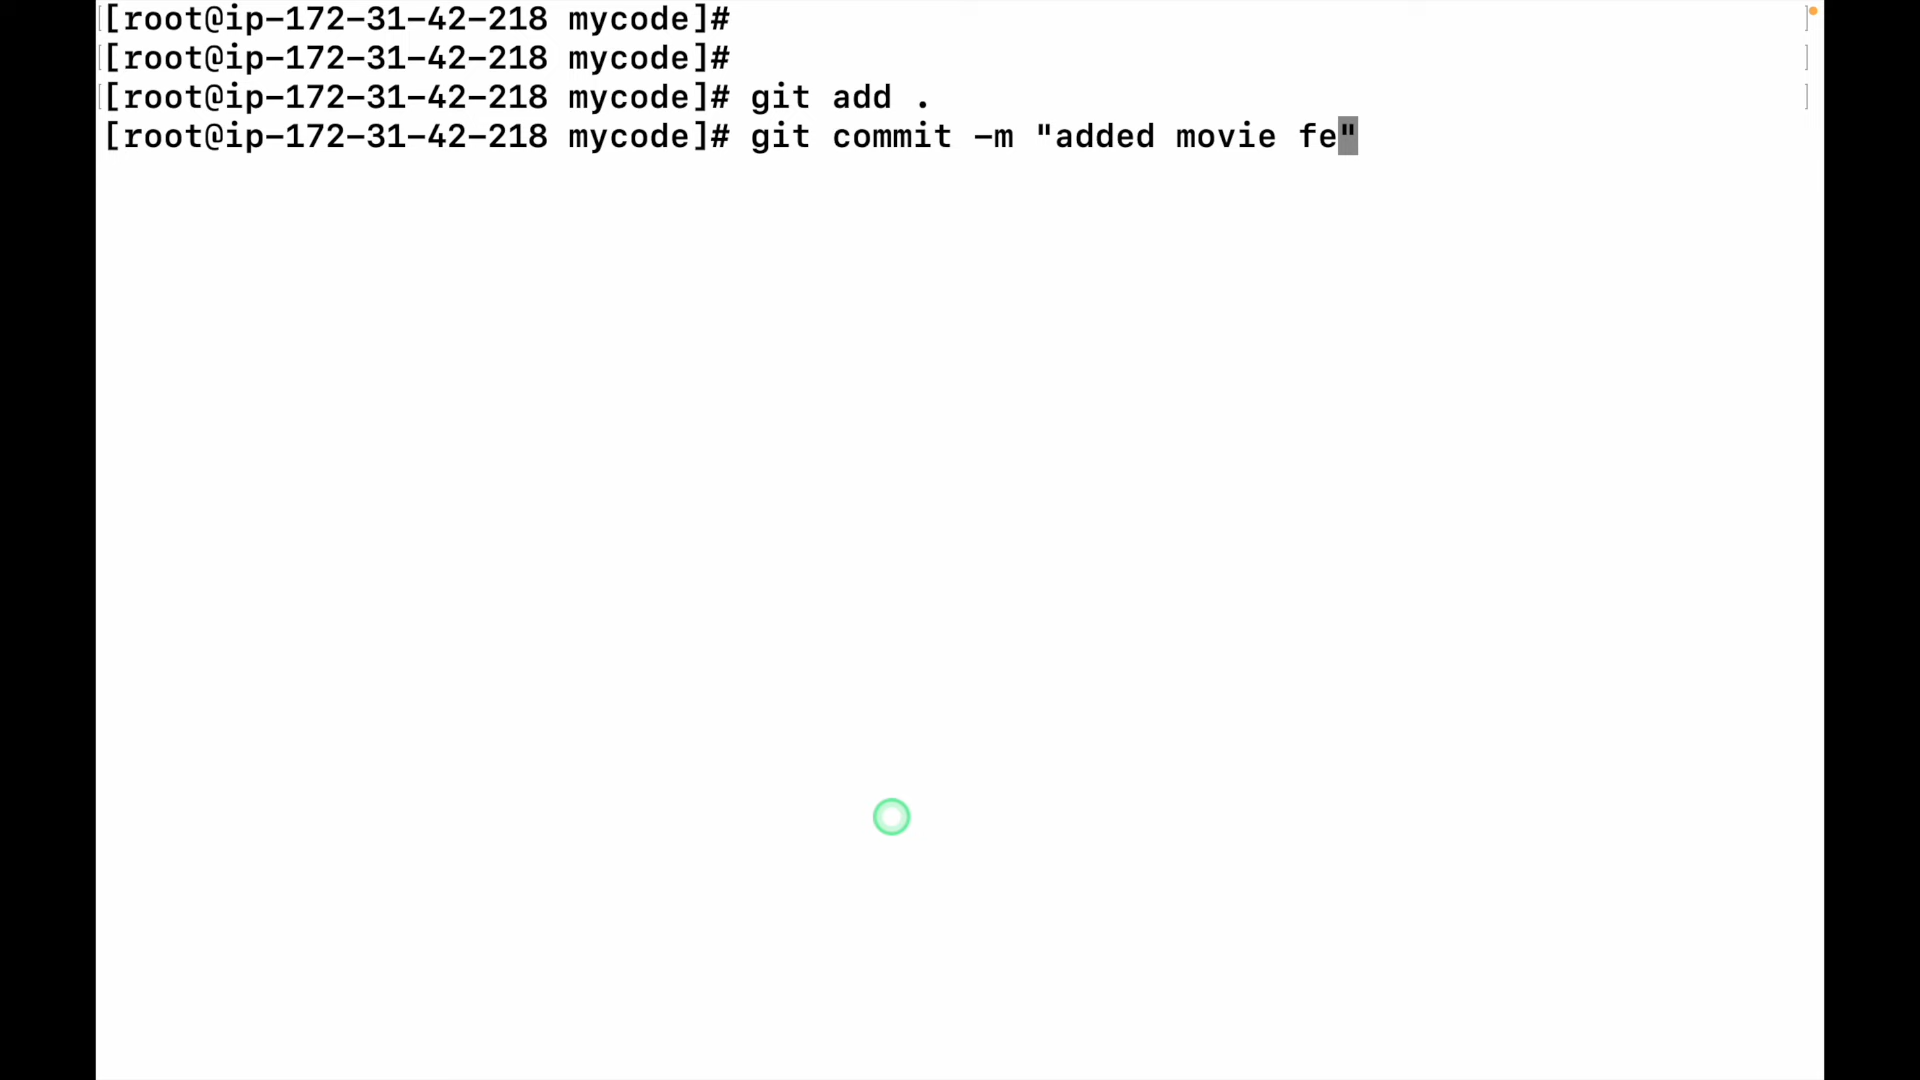 [root@ip-172-31-42-218 mycode]#
[root@ip-172-31-42-218 mycode]#
[root@ip-172-31-42-218 mycode]# git add .
[root@ip-172-31-42-218 mycode]# git commit -m "added movie fe"